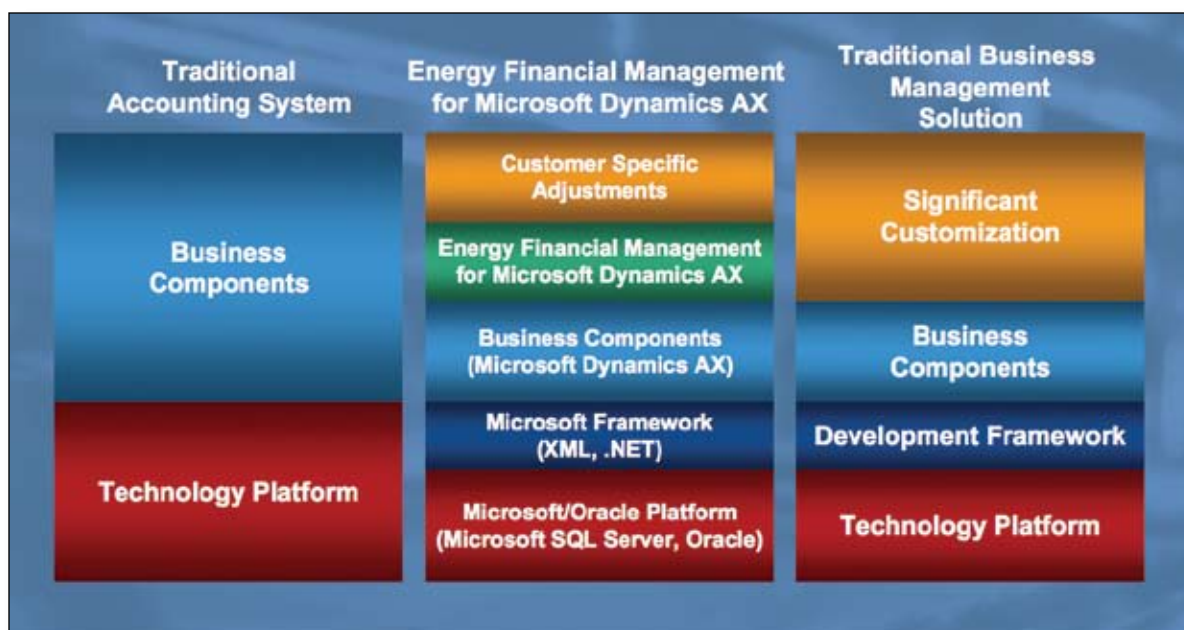 Traditional
Accounting System
Business
Components
Technology Platform
Energy Financial Management
for Microsoft Dynamics AX
Customer Specific
Adjustments
Energy Financial Management
for Microsoft Dynamics AX
Business Components
(Microsoft Dynamics AX)
Microsoft Framework
(XML, .NET)
Microsoft/Oracle Platform
(Microsoft SQL Server, Oracle)
Traditional Business
Management
Solution
Significant
Customization
Business
Components
Development Framework
Technology Platform